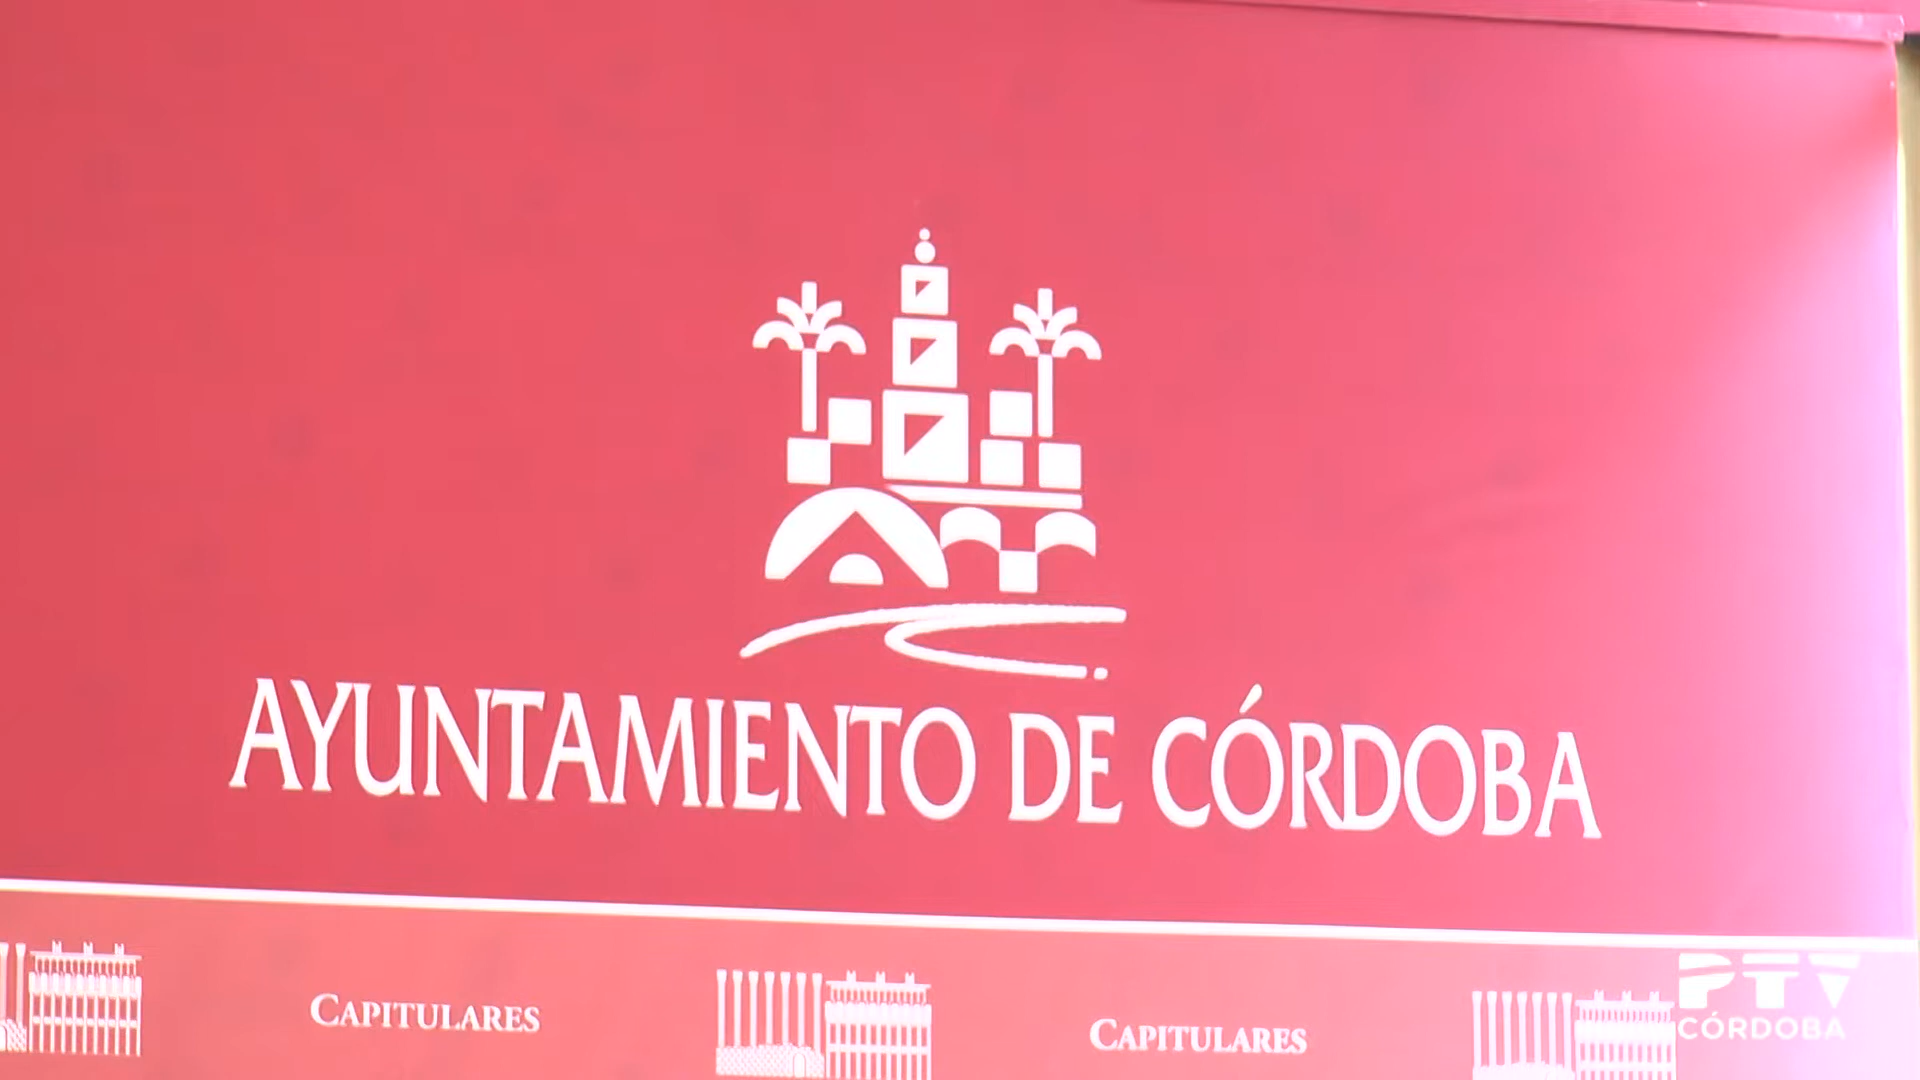 AYUNTAMIENTO DE CÓRDOBA
CAPITULARES
CAPITULARES
PTV
CÓRDOBA